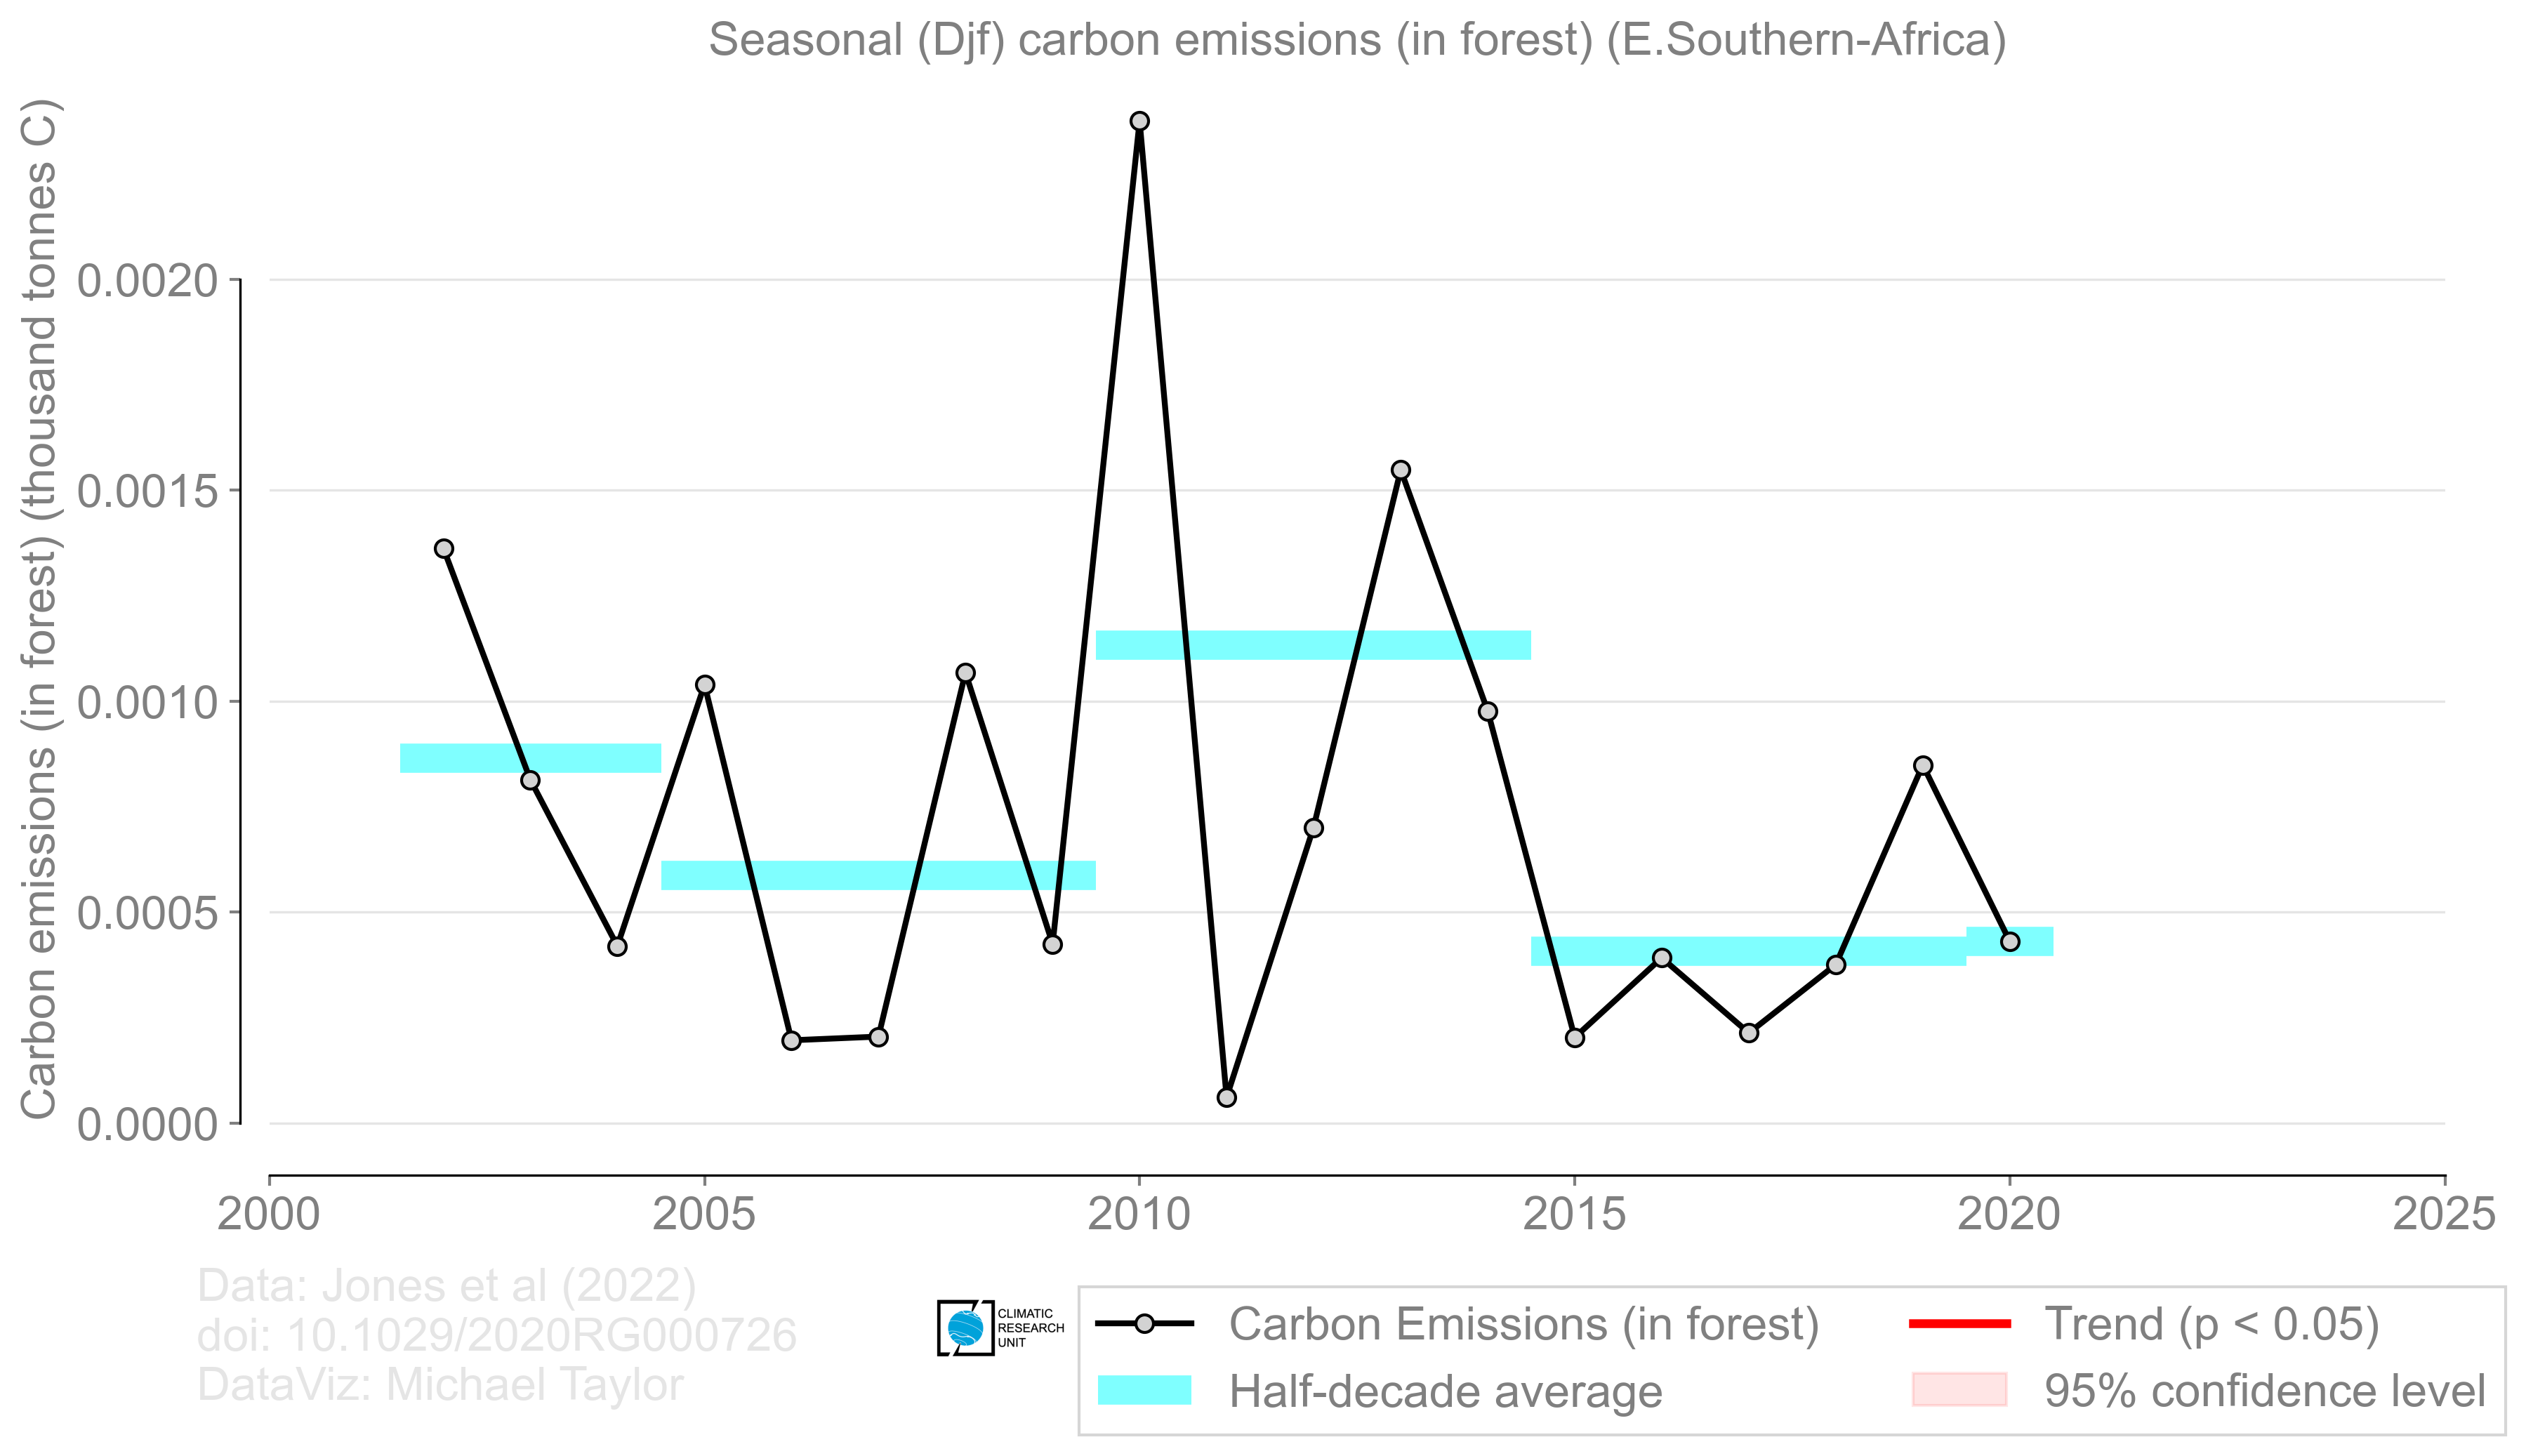 Seasonal (Djf) carbon emissions (in forest) (E.Southern-Africa)
Carbon emissions (in forest) (thousand tonnes C)
0.0020
0.0015
0.0010
0.0005
0.0000
2000
2005
2010
2015
2020
2025
Data: Jones et al (2022)
doi: 10.1029/2020RG000726
DataViz: Michael Taylor
CLIMATIC
RESEARCH
UNIT
Carbon Emissions (in forest)
Half-decade average
Trend (p < 0.05)
95% confidence level